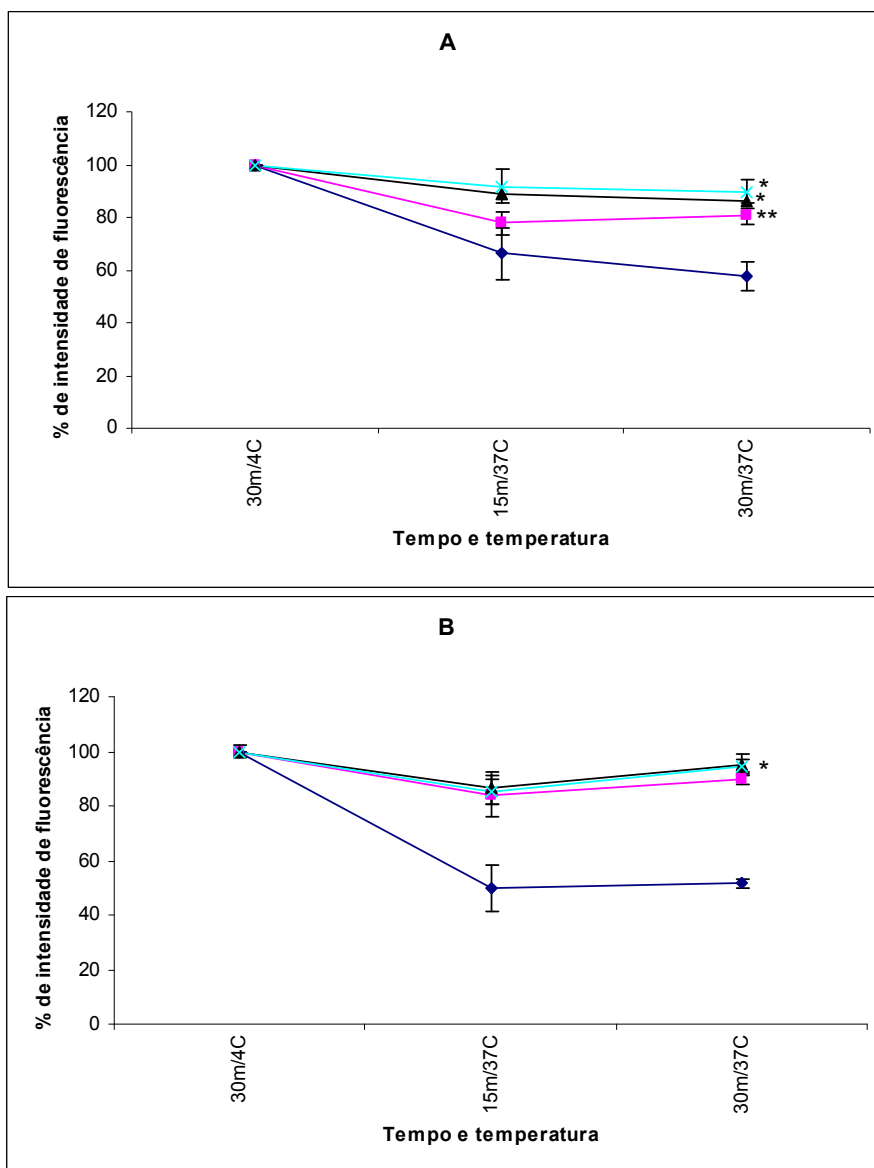 A
% de intensidade de fluorescência
120
100
80
60
40
20
0
*
*
**
30m/4C
15m/37C
30m/37C
Tempo e temperatura
B
% de intensidade de fluorescência
120
100
80
60
40
20
0
*
30m/4C
15m/37C
30m/37C
Tempo e temperatura